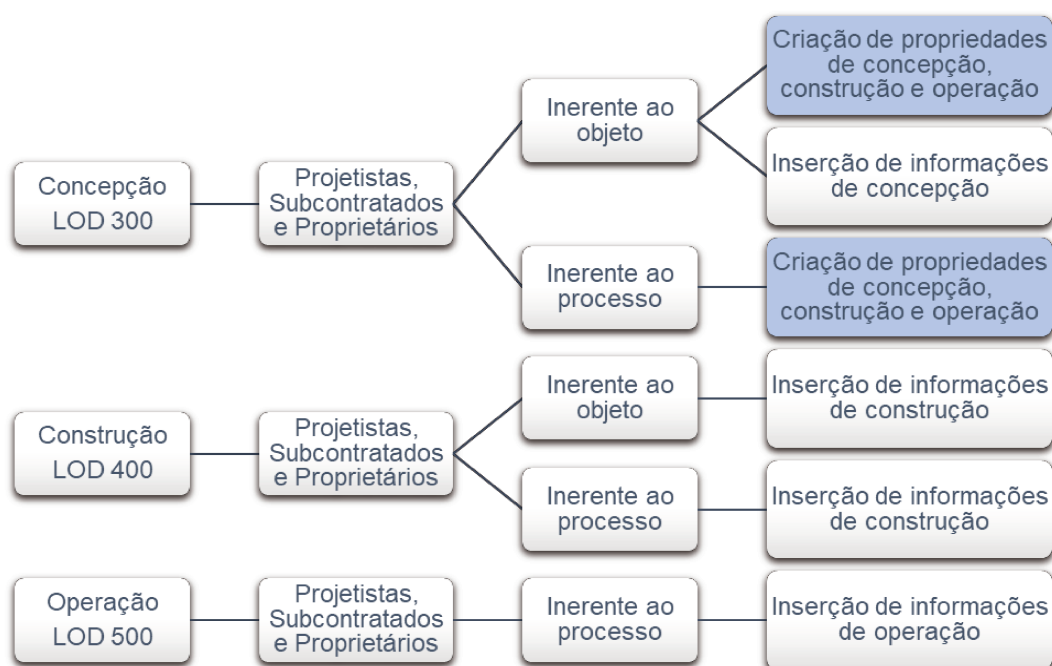 Concepção
LOD 300
Projetistas,
Subcontratados
e Proprietários
Inerente ao
objeto
Criação de propriedades
de concepção,
construção e operação
Inserção de informações
de concepção
Inerente ao
processo
Criação de propriedades
de concepção,
construção e operação
Construção
LOD 400
Projetistas,
Subcontratados
e Proprietários
Inerente ao
objeto
Inserção de informações
de construção
Inerente ao
processo
Inserção de informações
de construção
Operação
LOD 500
Projetistas,
Subcontratados
e Proprietários
Inerente ao
processo
Inserção de informações
de operação